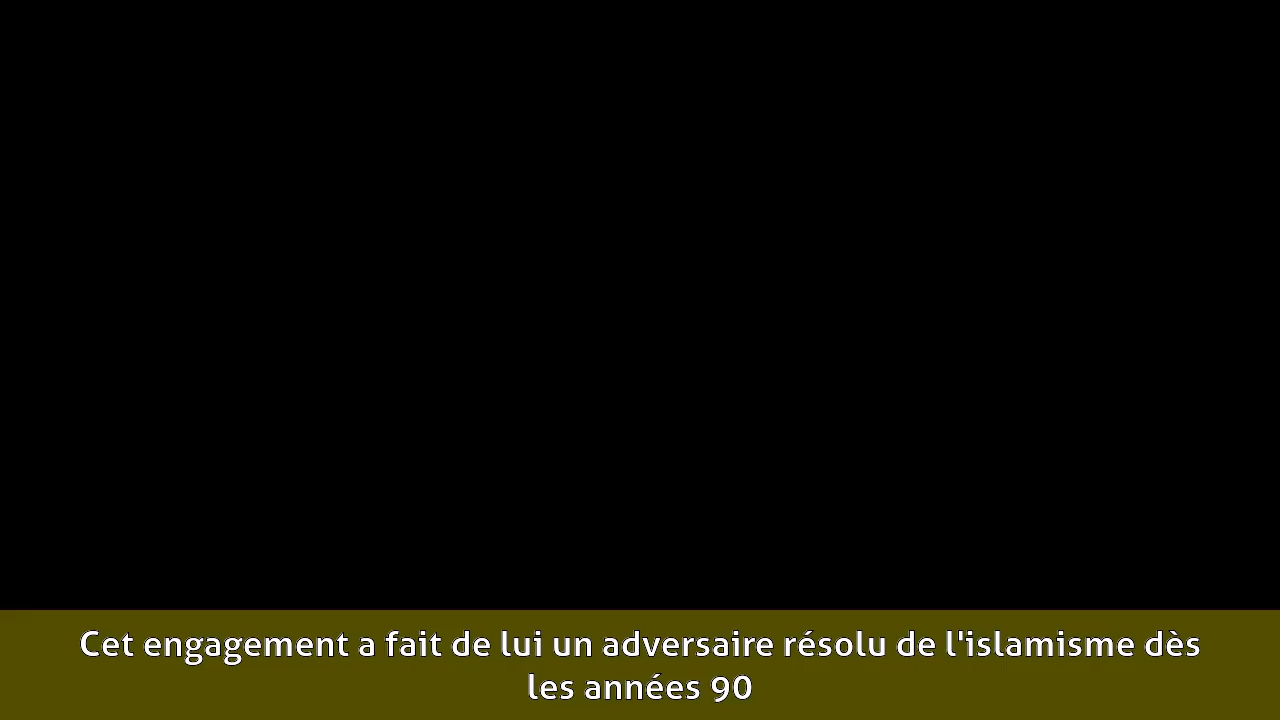 Cet engagement a fait de lui un adversaire résolu de l'islamisme dès
les années 90